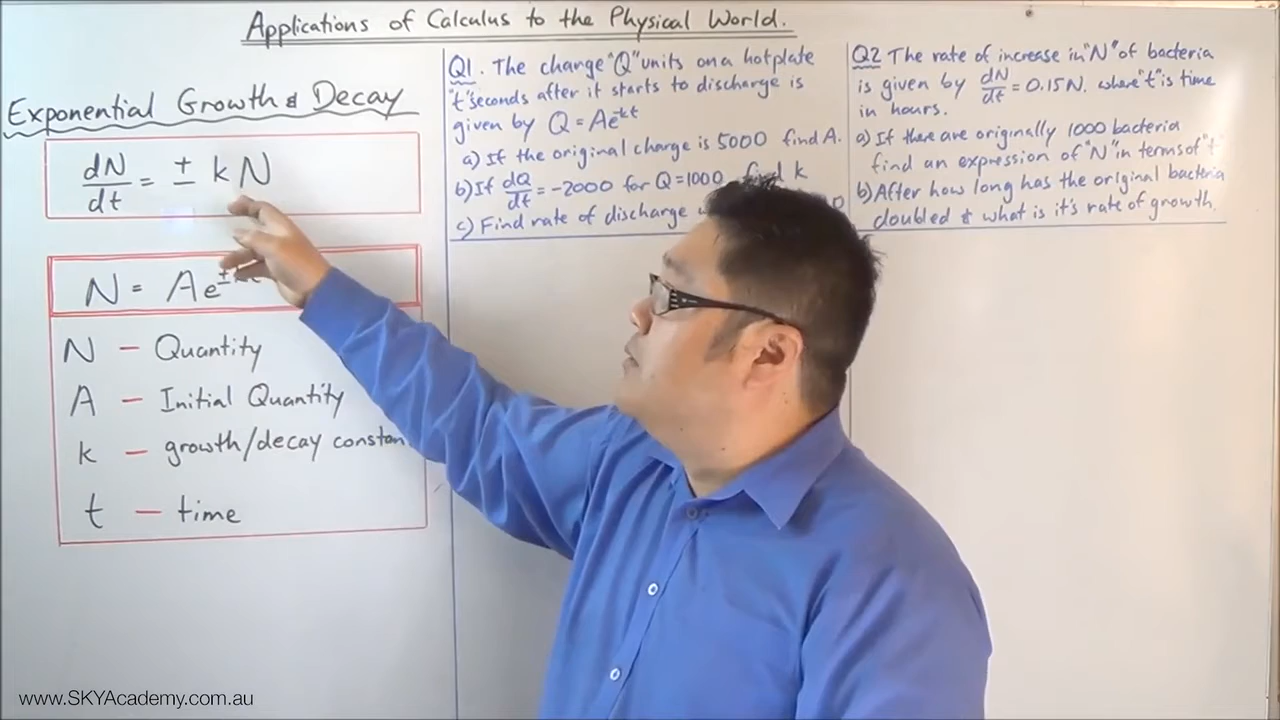 Applications of Calculus to the Physical World.
Exponential Growth & Decay
dN/dt = ± k N
N = Ae±
N - Quantity
A - Initial Quantity
k - growth/decay constan
t - time
Q1. The change "Q" units on a hotplate
"t" seconds after it starts to discharge is
given by Q = Ae^-kt
a) If the original charge is 5000 find A.
b) If dQ/dt = -2000 for Q = 1000 find k
c) Find rate of discharge
Q2 The rate of increase in "N" of bacteria
is given by dN/dt = 0.15N. where "t" is time
in hours.
a) If there are originally 1000 bacteria
find an expression of "N" in terms of "t"
b) After how long has the original bacteria
doubled & what is it's rate of growth.
www.SKYAcademy.com.au